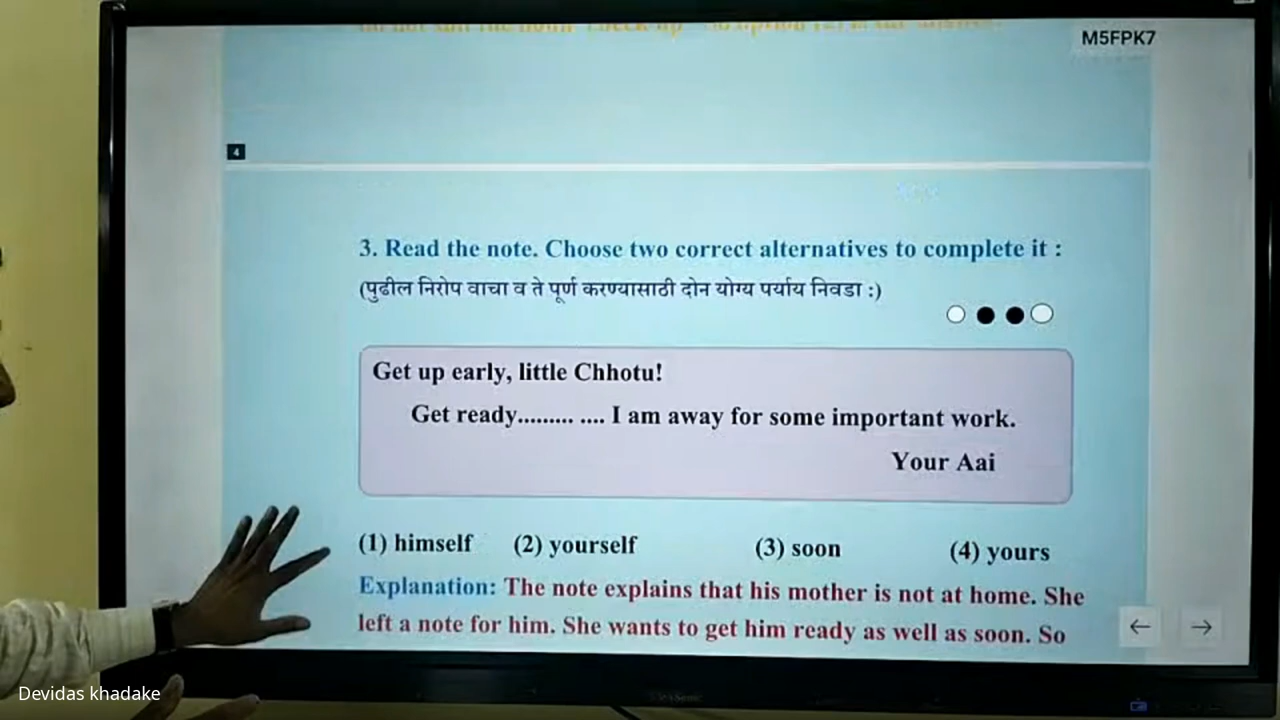 M5FPK7
4
3. Read the note. Choose two correct alternatives to complete it :
(पुढील निरोप वाचा व ते पूर्ण करण्यासाठी दोन योग्य पर्याय निवडा :)
Get up early, little Chhotu!
Get ready......... .... I am away for some important work.
Your Aai
(1) himself (2) yourself (3) soon (4) yours
Explanation: The note explains that his mother is not at home. She
left a note for him. She wants to get him ready as well as soon. So
Devidas khadake